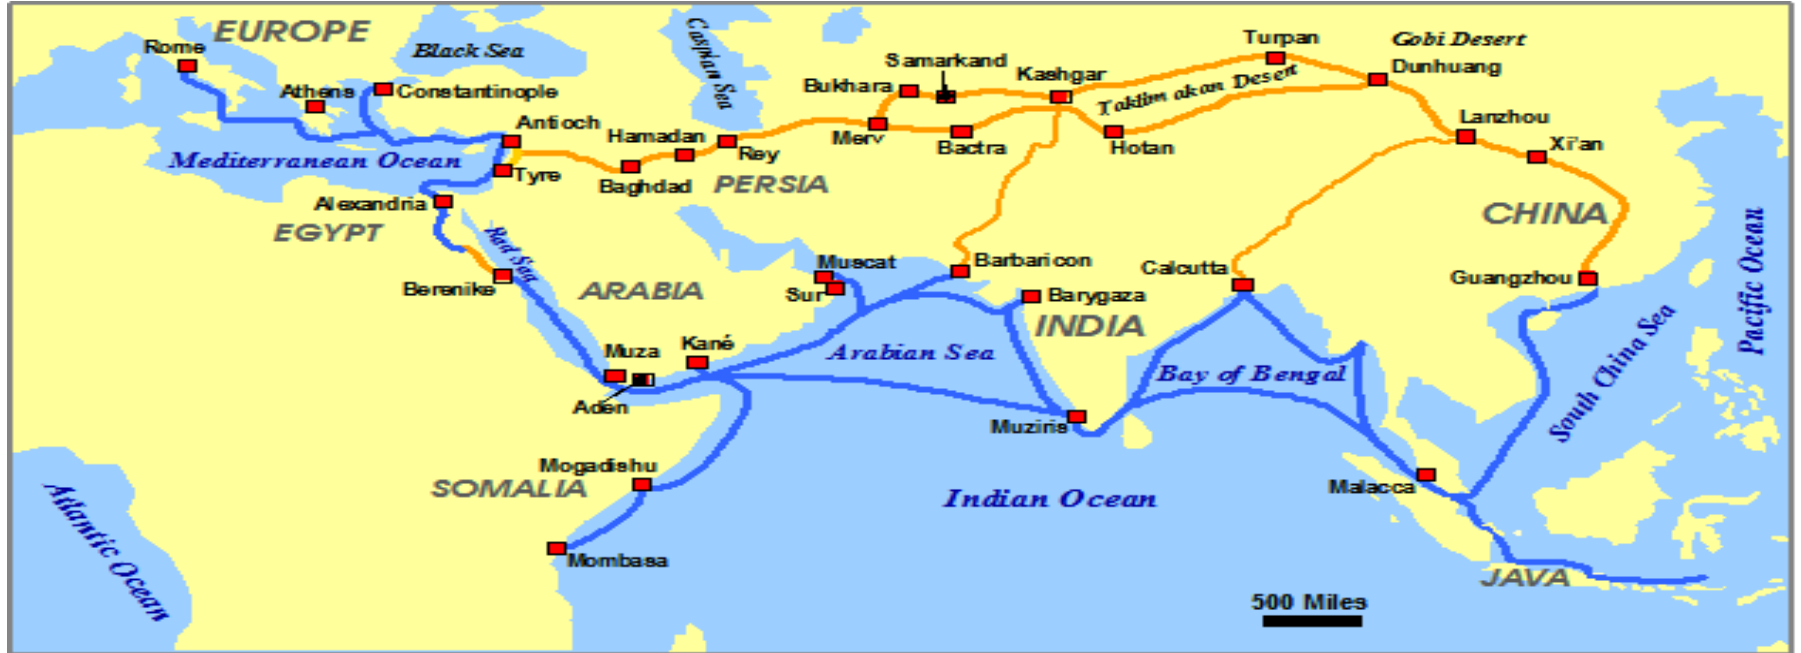 EUROPE
Rome
Black Sea
Caspian Sea
Athens
Constantinople
Bukhara
Samarkand
Kashgar
Turpan
Gobi Desert
Dunhuang
Taklim akan Desert
Antioch
Hamadan
Rey
Merv
Bactra
Hotan
Lanzhou
Xi'an
Mediterranean Ocean
Tyre
Baghdad
PERSIA
Alexandria
EGYPT
Red Sea
CHINA
Pacific Ocean
Berenike
ARABIA
Muscat
Sur
Barbaricon
Barygaza
INDIA
Calcutta
Guangzhou
Muza
Kané
Aden
Arabian Sea
Bay of Bengal
South China Sea
Muziris
Mogadishu
SOMALIA
Mombasa
Atlantic Ocean
Indian Ocean
Malacca
JAVA
500 Miles